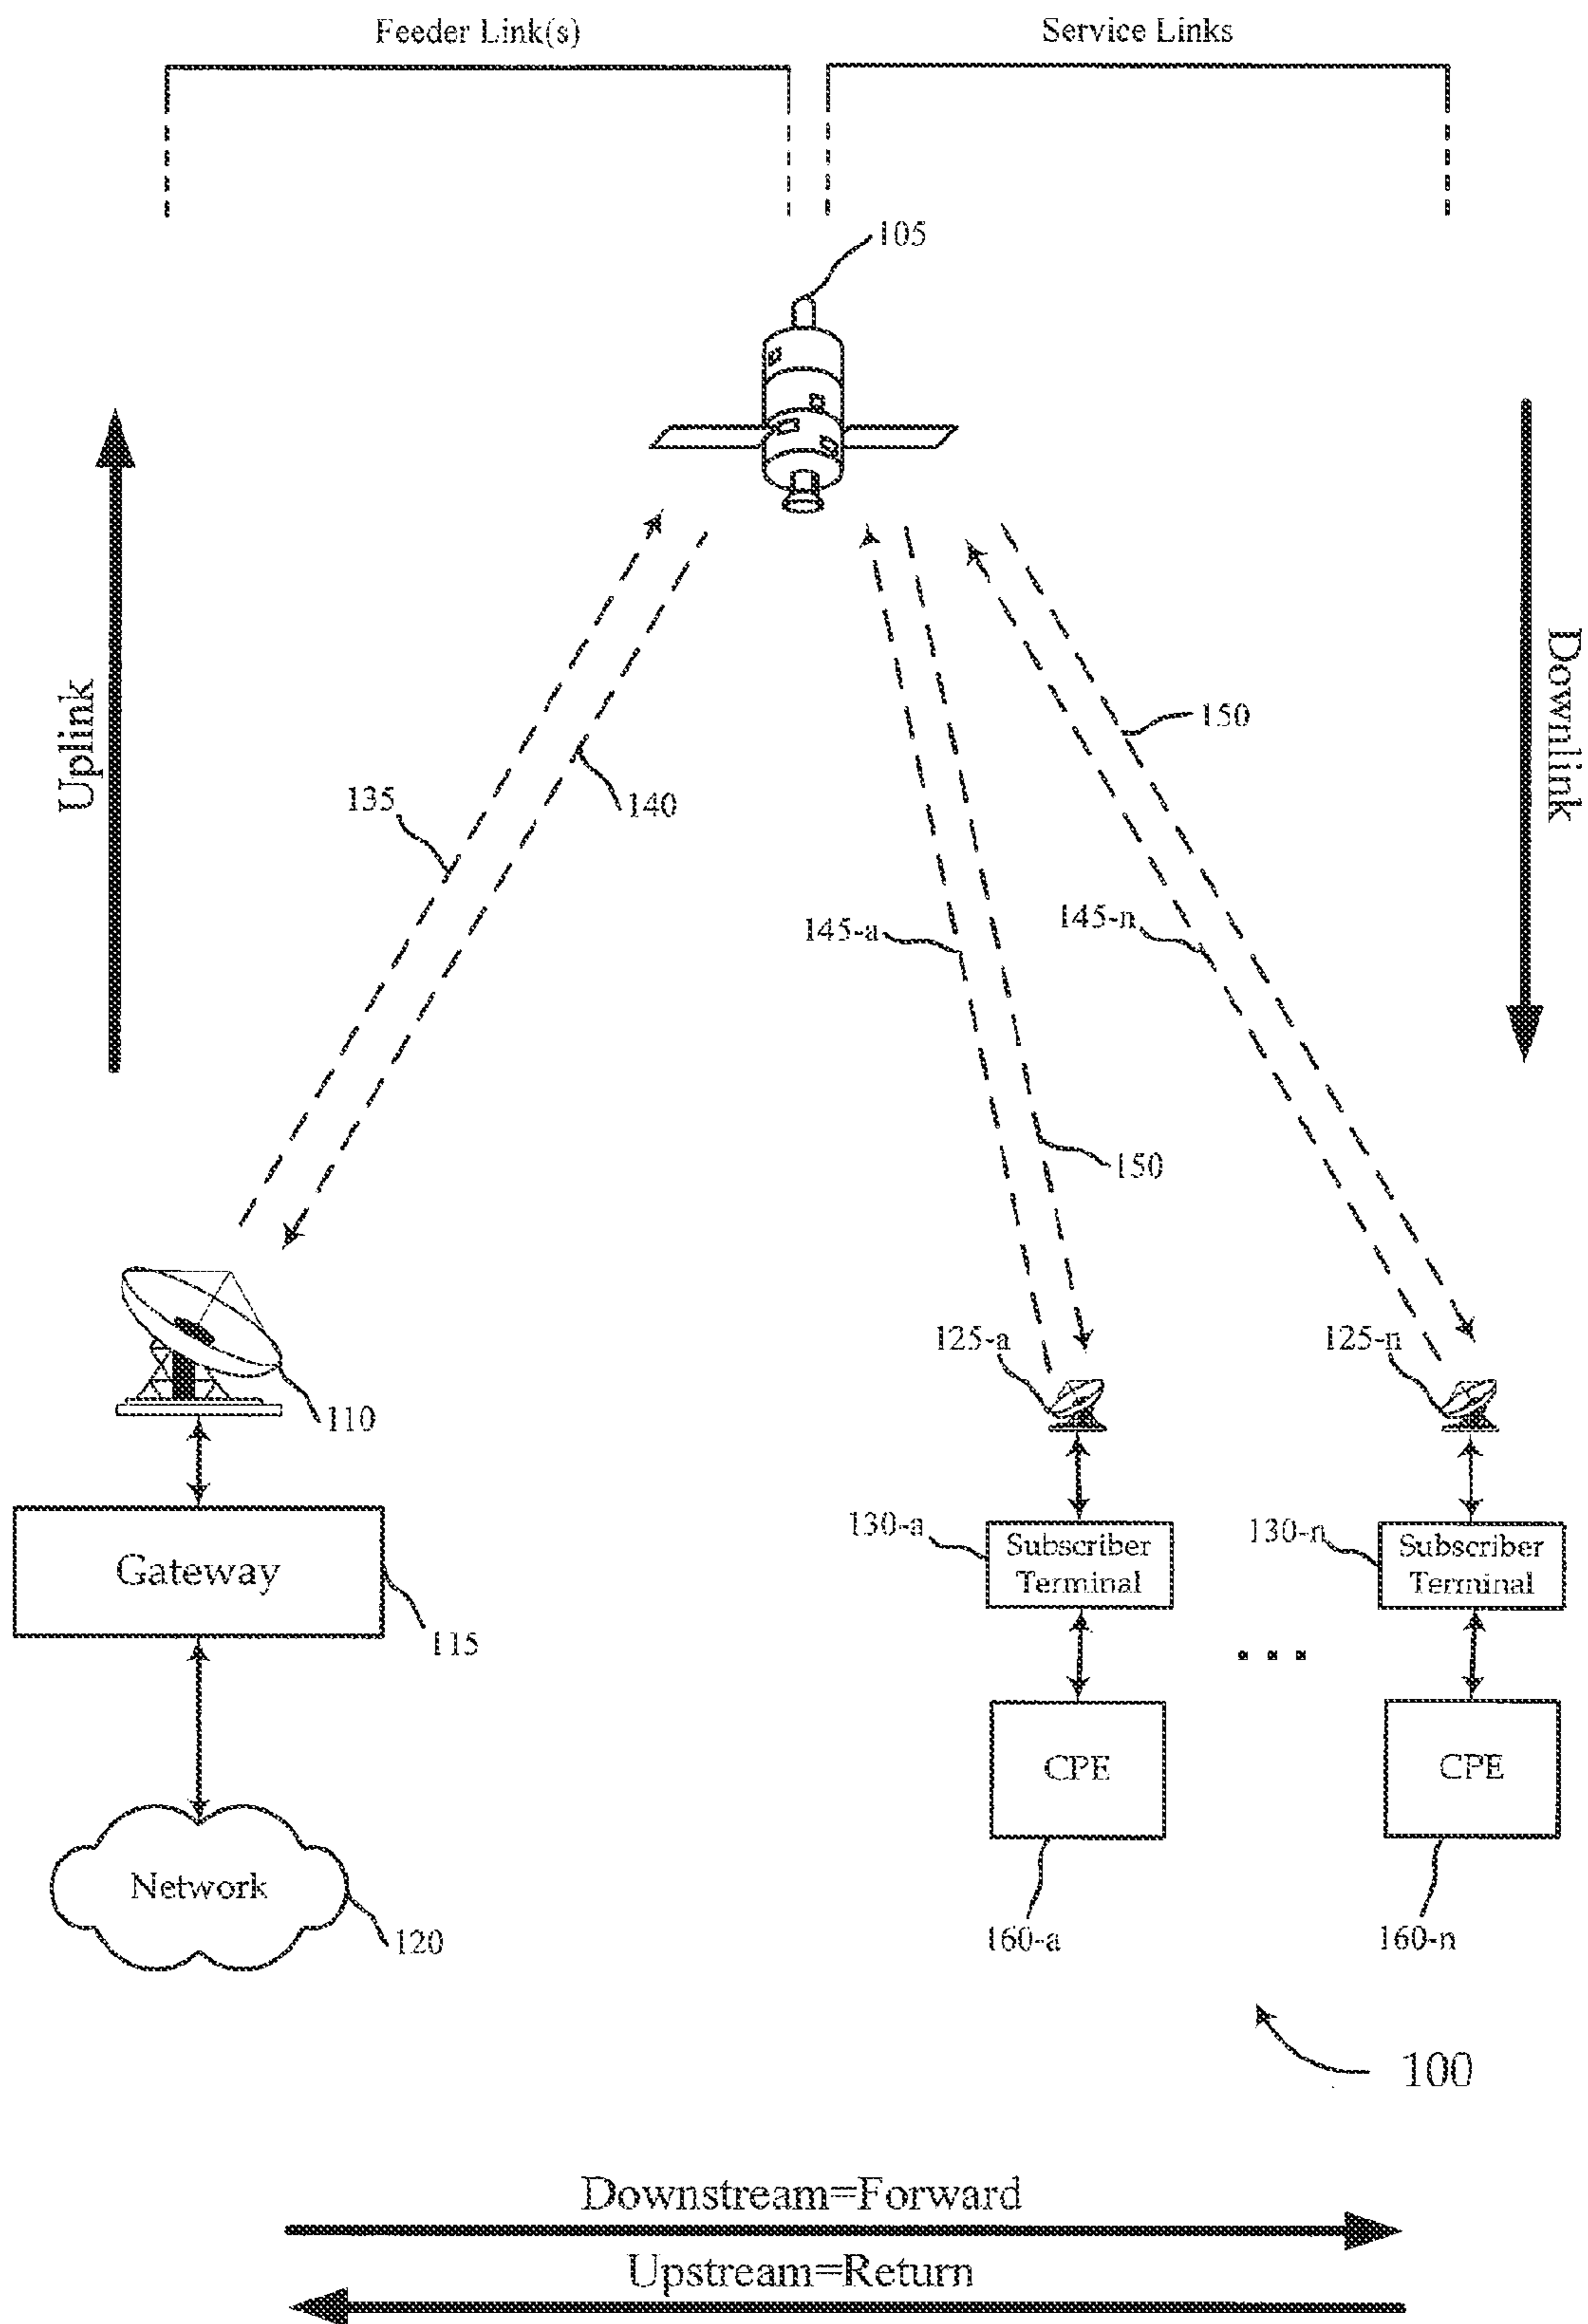 Feeder Link(s)
Service Links
105
Uplink
Downlink
150
135
140
145-a
145-n
150
125-a
125-n
110
130-a
Subscriber
Terminal
130-n
Subscriber
Terminal
Gateway
115
CPE
CPE
Network
120
160-a
160-n
100
Downstream=Forward
Upstream=Return